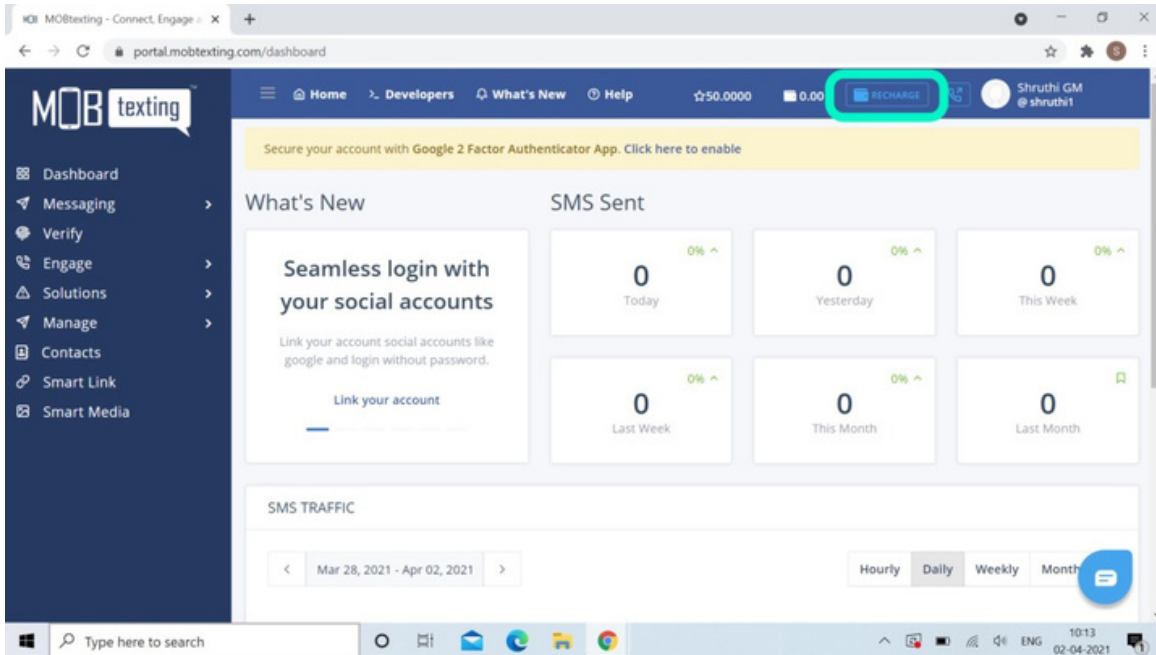 MOBtexting - Connect, Engage a
portal.mobtexting.com/dashboard
S
MOB texting
Home
Developers
What's New
Help
50.0000
0.00
RECHARGE
Shruthi GM
@ shruthi1
Secure your account with Google 2 Factor Authenticator App. Click here to enable
Dashboard
Messaging
Verify
Engage
Solutions
Manage
Contacts
Smart Link
Smart Media
What's New
Seamless login with
your social accounts
Link your account social accounts like
google and login without password.
Link your account
SMS Sent
0%
0
Today
0%
0
Yesterday
0%
0
This Week
0%
0
Last Week
0%
0
This Month
0
Last Month
SMS TRAFFIC
Mar 28, 2021 - Apr 02, 2021
Hourly
Daily
Weekly
Month
Type here to search
ENG
10:13
02-04-2021
1